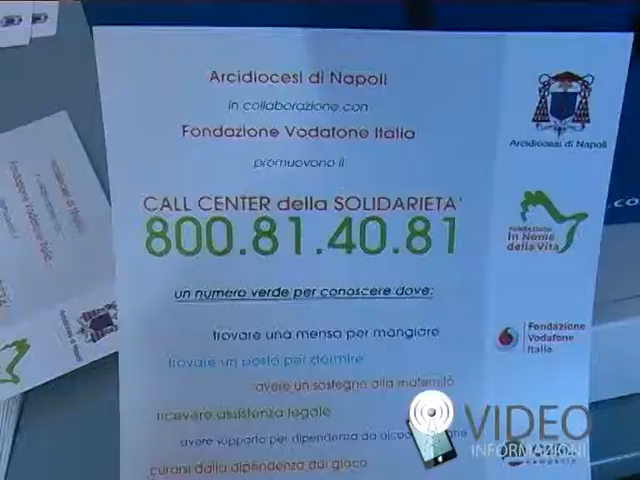 Arcidiocesi di Napoli
in collaborazione con
Fondazione Vodafone Italia
promuovono il
CALL CENTER della SOLIDARIETA'
800.81.40.81
un numero verde per conoscere dove:
trovare una mensa per mangiare
trovare un posto per dormire
avere un sostegno alla maternità
ricevere assistenza legale
avere supporto per dipendenza da
curarsi dalla dipendenza dal gioco
Arcidiocesi di Napoli
FONDAZIONE
In Nome
della Vita
Fondazione
Vodafone
Italia
VIDEO
INFORMAZIONI
.co